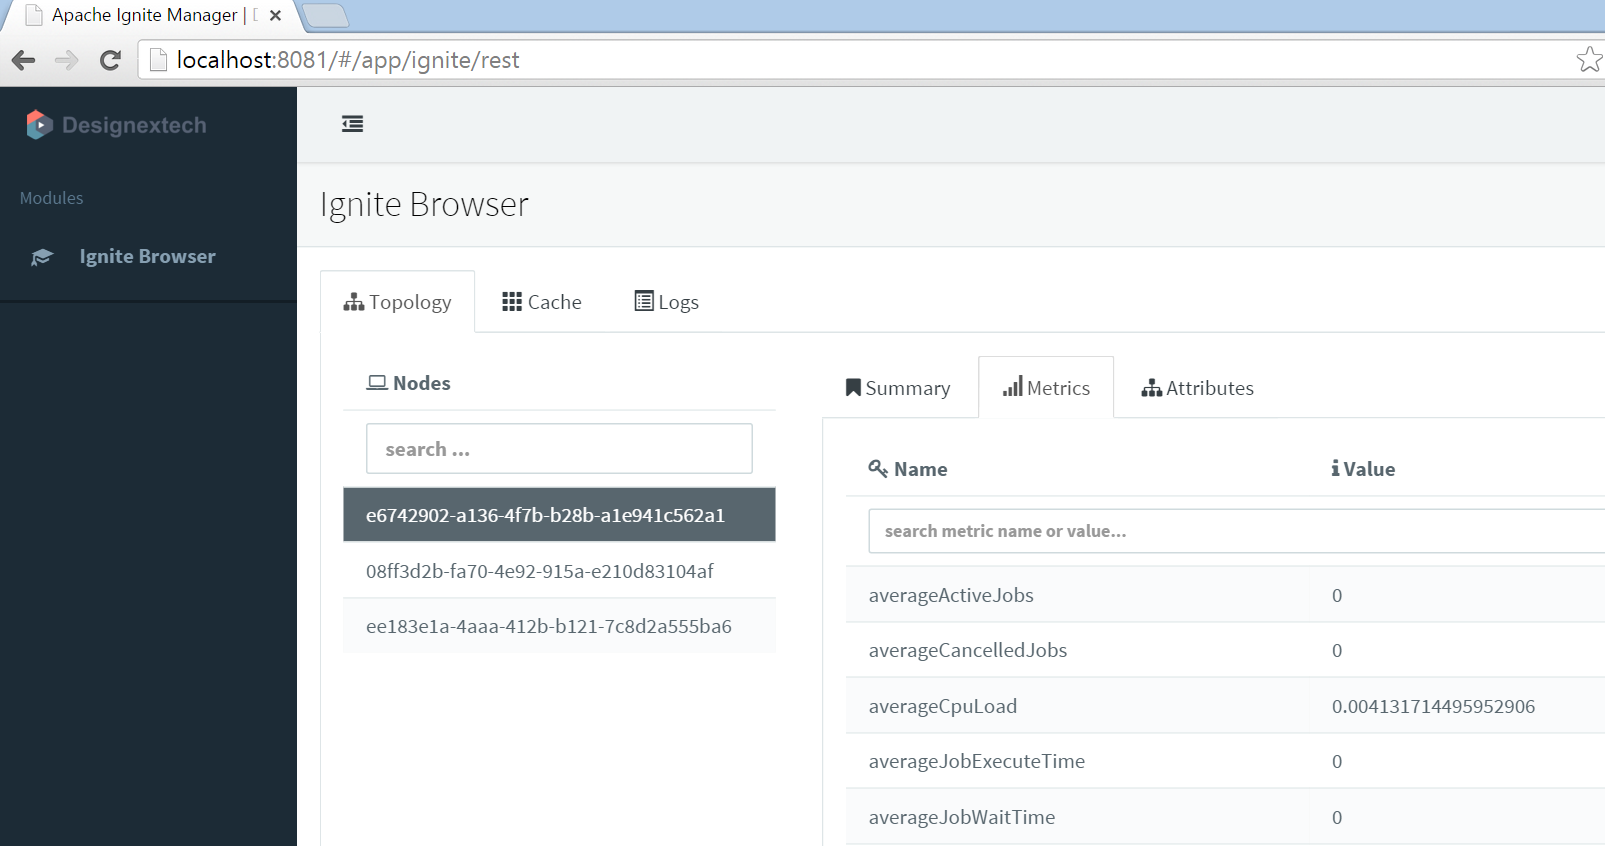 Apache Ignite Manager |
localhost:8081/#/app/ignite/rest
Designextech
Modules
Ignite Browser
Ignite Browser
Topology
Cache
Logs
Nodes
search ...
e6742902-a136-4f7b-b28b-a1e941c562a1
08ff3d2b-fa70-4e92-915a-e210d83104af
ee183e1a-4aaa-412b-b121-7c8d2a555ba6
Summary
Metrics
Attributes
Name Value
search metric name or value...
averageActiveJobs 0
averageCancelledJobs 0
averageCpuLoad 0.004131714495952906
averageJobExecuteTime 0
averageJobWaitTime 0